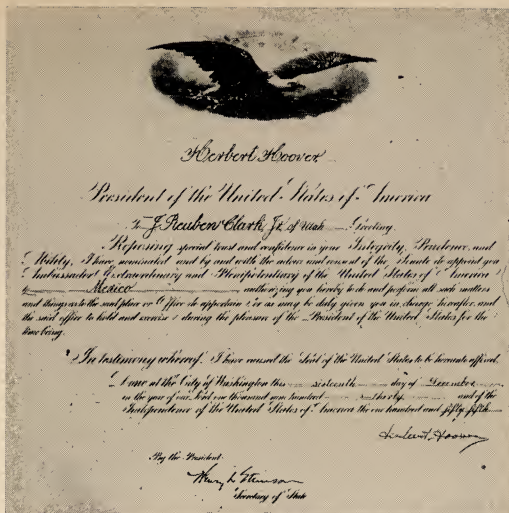 Herbert Hoover
President of the United States of America
To J. Reuben Clark, Jr. of Utah Greeting:
Reposing special trust and confidence in your Integrity, Prudence, and
Ability, I have nominated and by and with the advice and consent of the Senate do appoint you
Ambassador Extraordinary and Plenipotentiary of the United States of America
to Mexico authorizing you hereby to do and perform all such matters
and things as to the said place or Office do appertain or as may be duly given you in charge hereafter, and
the said office to hold and exercise during the pleasure of the President of the United States for the
time being.
In testimony whereof, I have caused the Seal of the United States to be hereunto affixed.
Done at the City of Washington this sixteenth day of December
in the year of our Lord one thousand nine hundred thirty and of the
Independence of the United States of America the one hundred and fifty fifth
Herbert Hoover
By the President:
Henry L. Stimson
Secretary of State